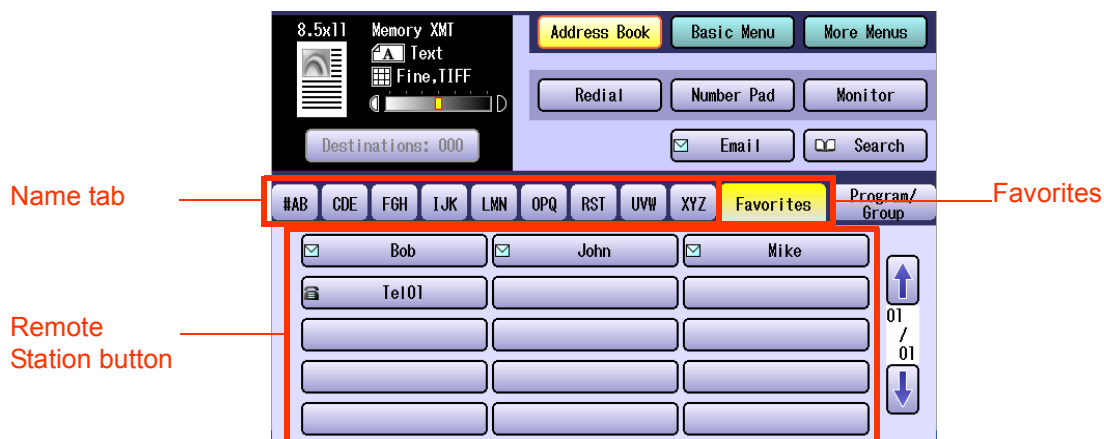 8.5x11 Memory XMT
A Text
Fine,TIFF
D
Destinations: 000
Address Book Basic Menu More Menus
Redial Number Pad Monitor
Email Search
Name tab
#AB CDE FGH IJK LMN OPQ RST UVW XYZ Favorites Program/
Group
Favorites
Bob John Mike
Tel01
01
/
01
Remote
Station button